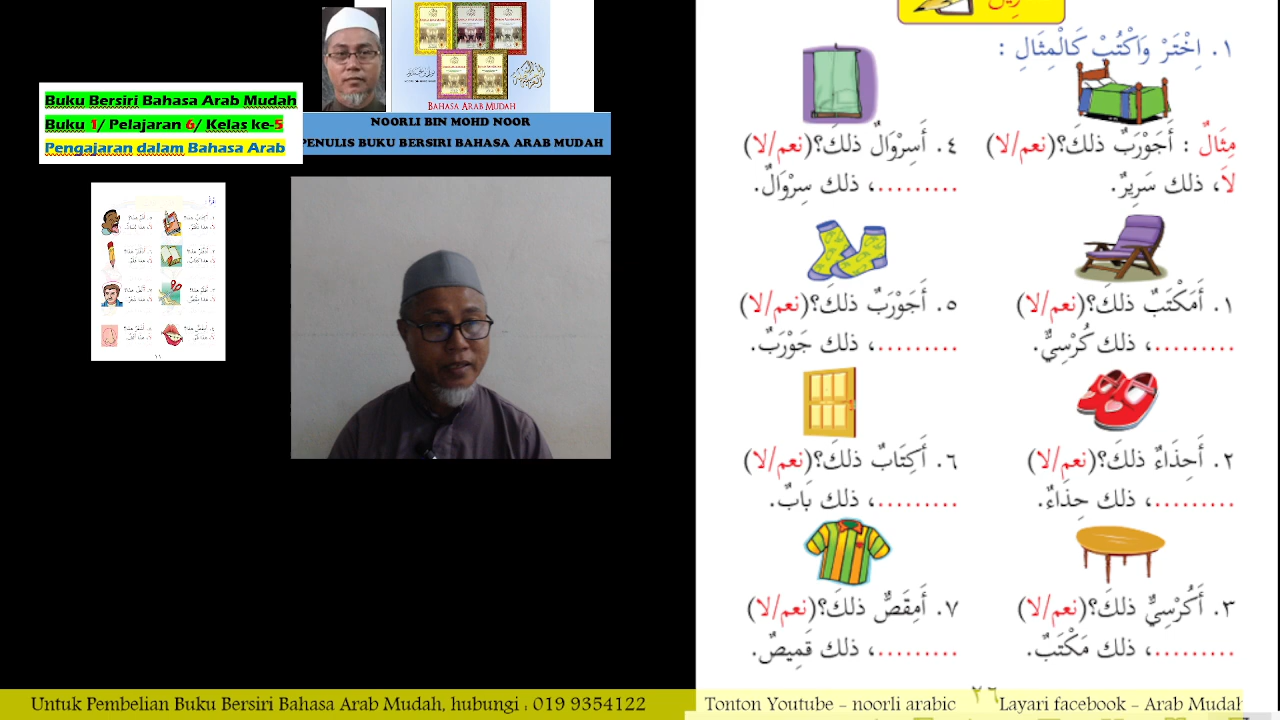 Buku Bersiri Bahasa Arab Mudah
Buku 1/ Pelajaran 6/ Kelas ke-5
Pengajaran dalam Bahasa Arab
BAHASA ARAB MUDAH
NOORLI BIN MOHD NOOR
PENULIS BUKU BERSIRI BAHASA ARAB MUDAH
١. اِخْتَرْ وَاكْتُبْ كَالْمِثَالِ :
مِثَالٌ : أَجَوْرَبٌ ذلكَ؟(نعم/لا)
لاَ، ذلك سَرِيرٌ.
١. أَمَكْتَبٌ ذلكَ؟(نعم/لا)
.........، ذلك كُرْسِيٌّ.
٢. أَحِذَاءٌ ذلكَ؟(نعم/لا)
.........، ذلك حِذَاءٌ.
٣. أَكُرْسِيٌّ ذلكَ؟(نعم/لا)
.........، ذلك مَكْتَبٌ.
٤. أَسِرْوَالٌ ذلكَ؟(نعم/لا)
.........، ذلك سِرْوَالٌ.
٥. أَجَوْرَبٌ ذلكَ؟(نعم/لا)
.........، ذلك جَوْرَبٌ.
٦. أَكِتَابٌ ذلكَ؟(نعم/لا)
.........، ذلك بَابٌ.
٧. أَمِقَصٌّ ذلكَ؟(نعم/لا)
.........، ذلك قَمِيصٌ.
٢٦
Untuk Pembelian Buku Bersiri Bahasa Arab Mudah, hubungi : 019 9354122
Tonton Youtube - noorli arabic
Layari facebook - Arab Mudah